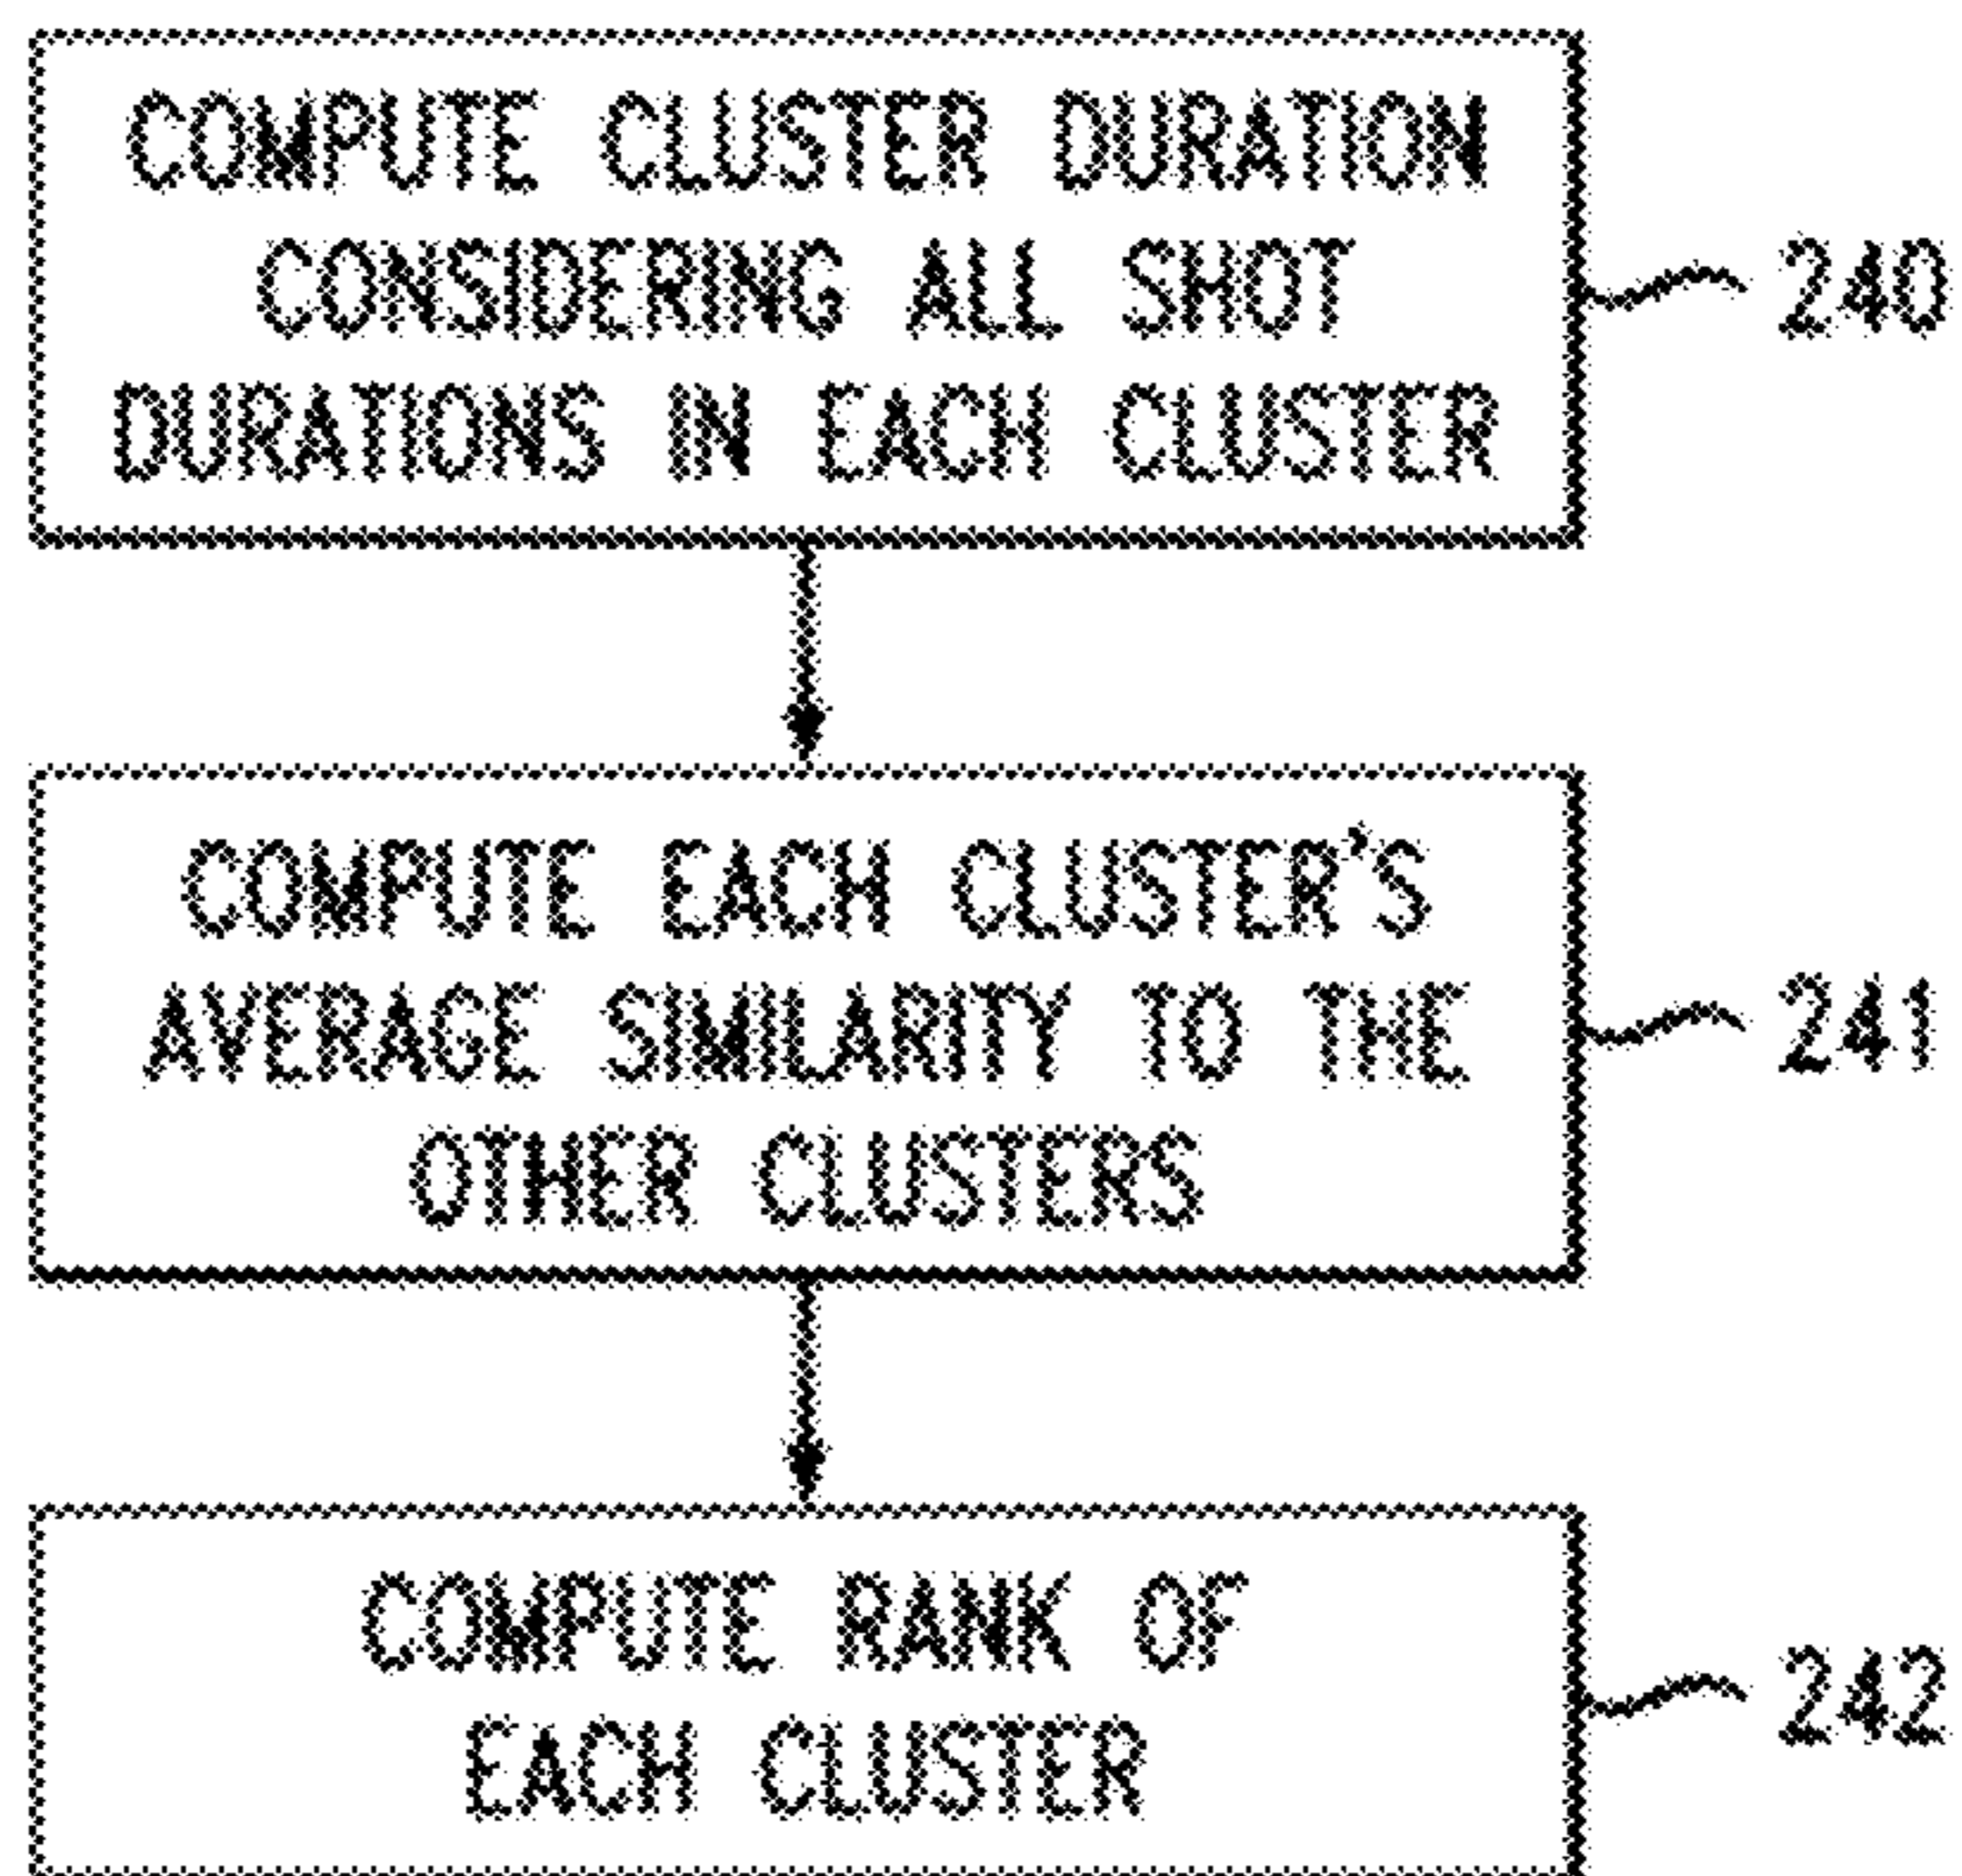 COMPUTE CLUSTER DURATION
CONSIDERING ALL SHOT
DURATIONS IN EACH CLUSTER
240
COMPUTE EACH CLUSTER'S
AVERAGE SIMILARITY TO THE
OTHER CLUSTERS
241
COMPUTE RANK OF
EACH CLUSTER
242